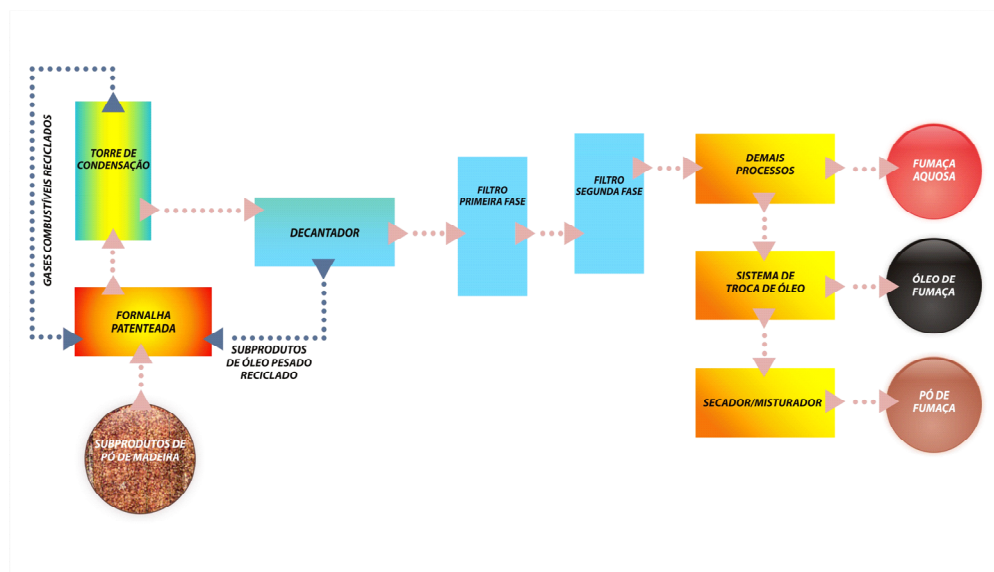 GASES COMBUSTÍVEIS RECICLADOS
TORRE DE
CONDENSAÇÃO
FORNALHA
PATENTEADA
SUBPRODUTOS DE
PÓ DE MADEIRA
DECANTADOR
SUBPRODUTOS
DE ÓLEO PESADO
RECICLADO
FILTRO
PRIMEIRA FASE
FILTRO
SEGUNDA FASE
DEMAIS
PROCESSOS
FUMAÇA
AQUOSA
SISTEMA DE
TROCA DE ÓLEO
ÓLEO DE
FUMAÇA
SECADOR/MISTURADOR
PÓ DE
FUMAÇA